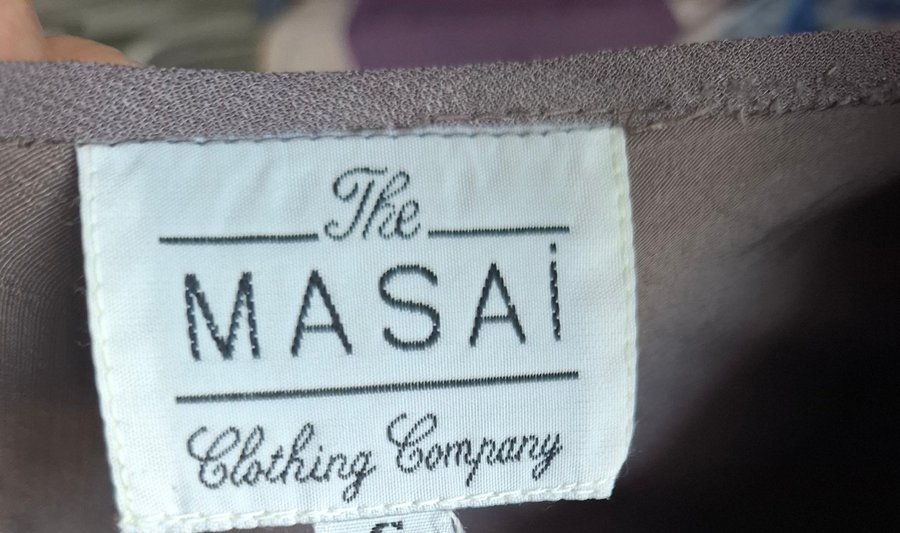 The
MASAi
Clothing Company